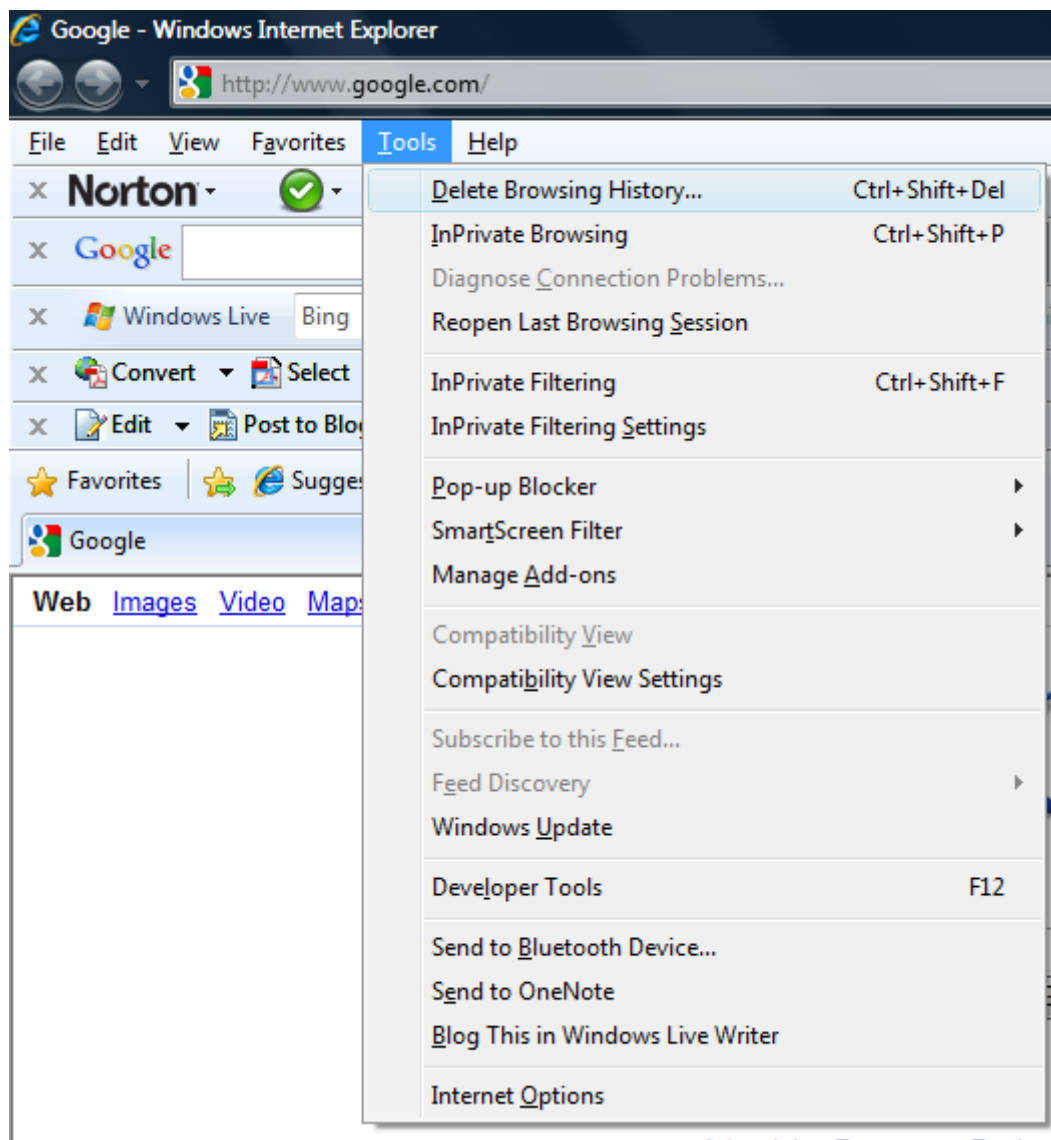 Google - Windows Internet Explorer
http://www.google.com/
File Edit View Favorites Tools Help
Norton
Google
Windows Live Bing
Convert Select
Edit Post to
Favorites
Google
Web Images Video
Delete Browsing History... Ctrl+Shift+Del
InPrivate Browsing Ctrl+Shift+P
Diagnose Connection Problems...
Reopen Last Browsing Session
InPrivate Filtering Ctrl+Shift+F
InPrivate Filtering Settings
Pop-up Blocker
SmartScreen Filter
Manage Add-ons
Compatibility View
Compatibility View Settings
Subscribe to this Feed...
Feed Discovery
Windows Update
Developer Tools F12
Send to Bluetooth Device...
Send to OneNote
Blog This in Windows Live Writer
Internet Options